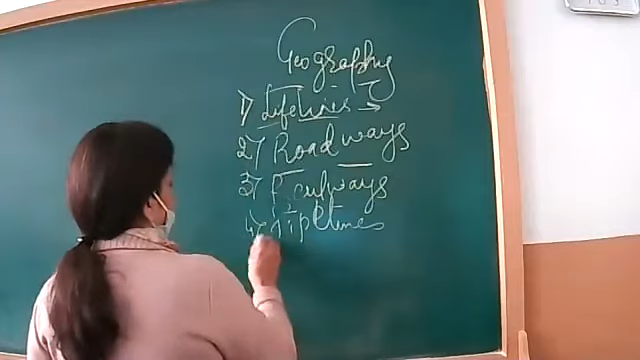 Geography
1) Lifelines →
2) Roadways
3) Railways
4) Pipelines